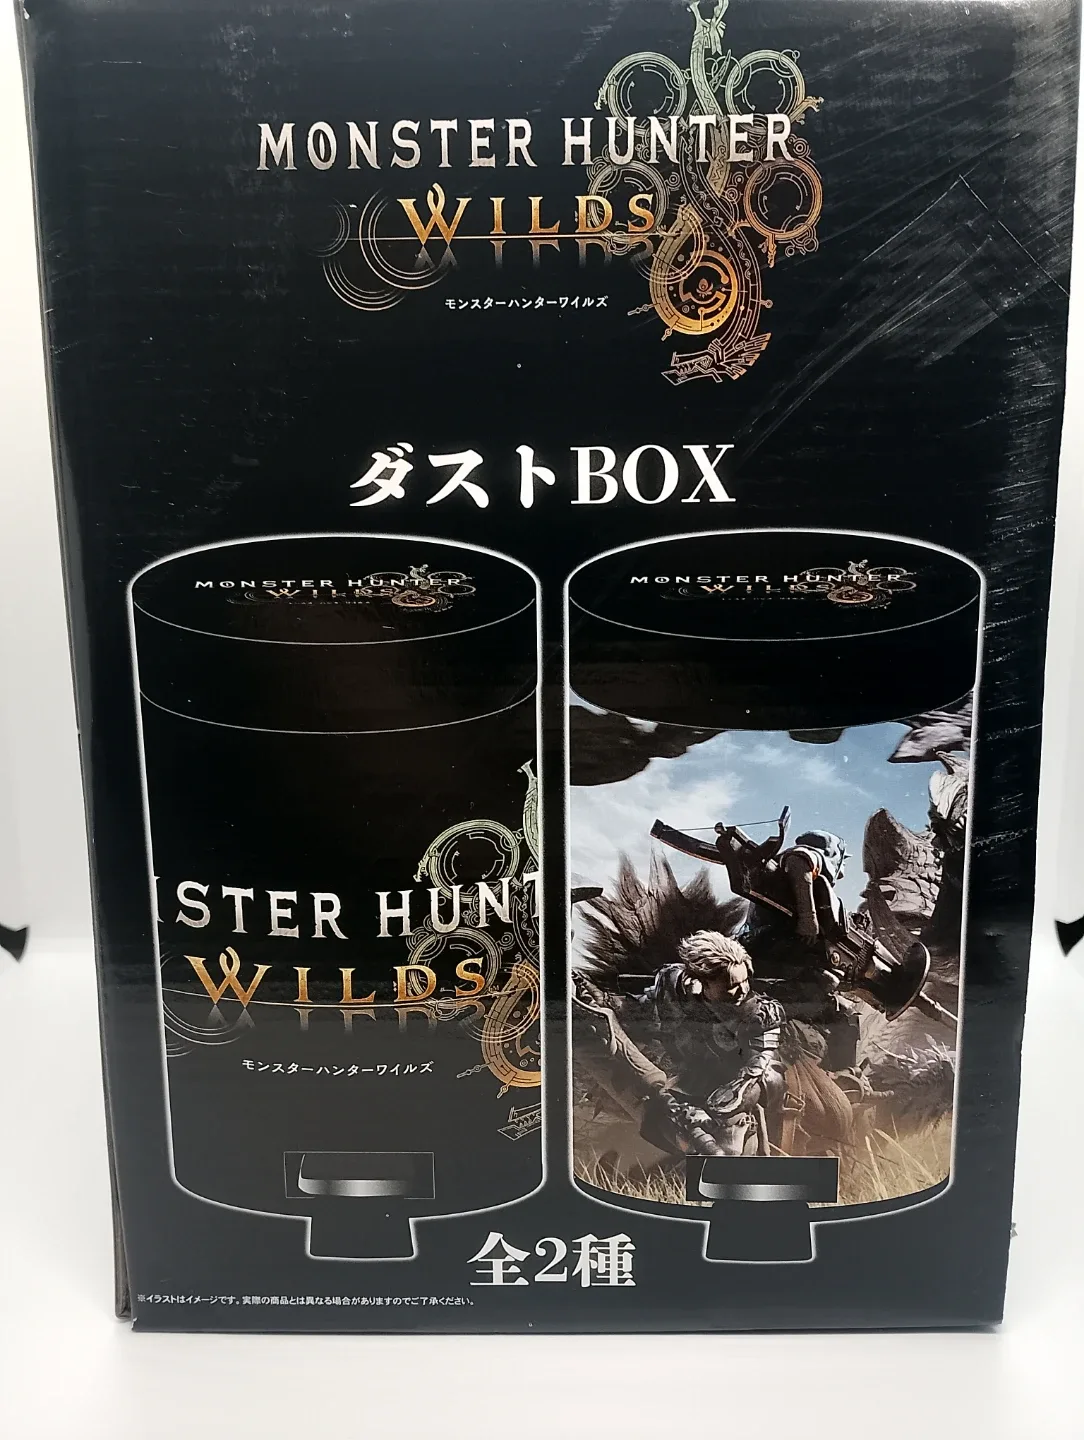 MONSTER HUNTER
WILDS
モンスターハンターワイルズ
ダストBOX
MONSTER HUNTER
WILDS
MONSTER HUNTER
WILDS
ISTER HUNT
WILDS
モンスターハンターワイルズ
全2種
※イラストはイメージです。実際の商品とは異なる場合がありますのでご了承ください。